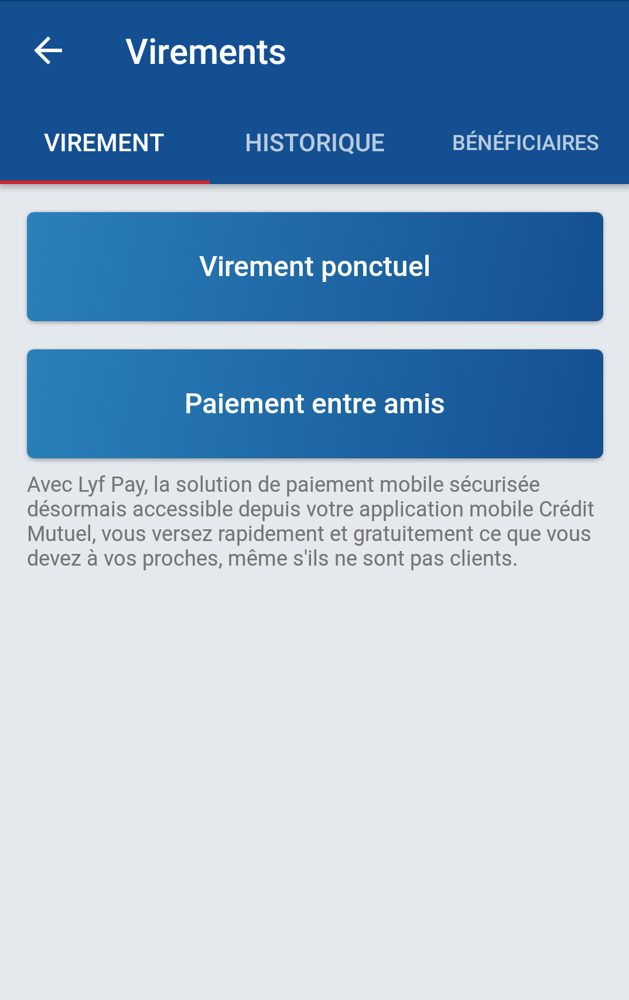 Virements
VIREMENT
HISTORIQUE
BÉNÉFICIAIRES
Virement ponctuel
Paiement entre amis
Avec Lyf Pay, la solution de paiement mobile sécurisée
désormais accessible depuis votre application mobile Crédit
Mutuel, vous versez rapidement et gratuitement ce que vous
devez à vos proches, même s'ils ne sont pas clients.